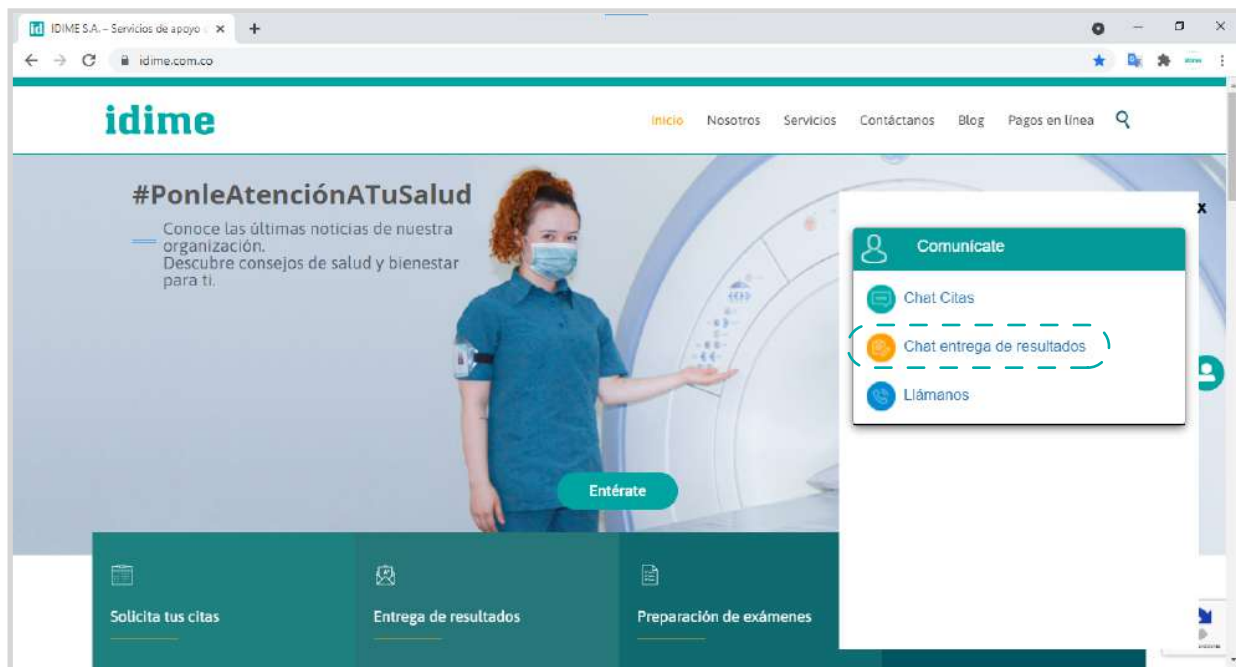 id IDIME S.A. – Servicios de apoyo
idime.com.co
idime
Inicio Nosotros Servicios Contáctanos Blog Pagos en línea
#PonleAtenciónATuSalud
Conoce las últimas noticias de nuestra
organización.
Descubre consejos de salud y bienestar
para ti.
Entérate
x
Comunícate
Chat Citas
Chat entrega de resultados
Llámanos
Solicita tus citas
Entrega de resultados
Preparación de exámenes